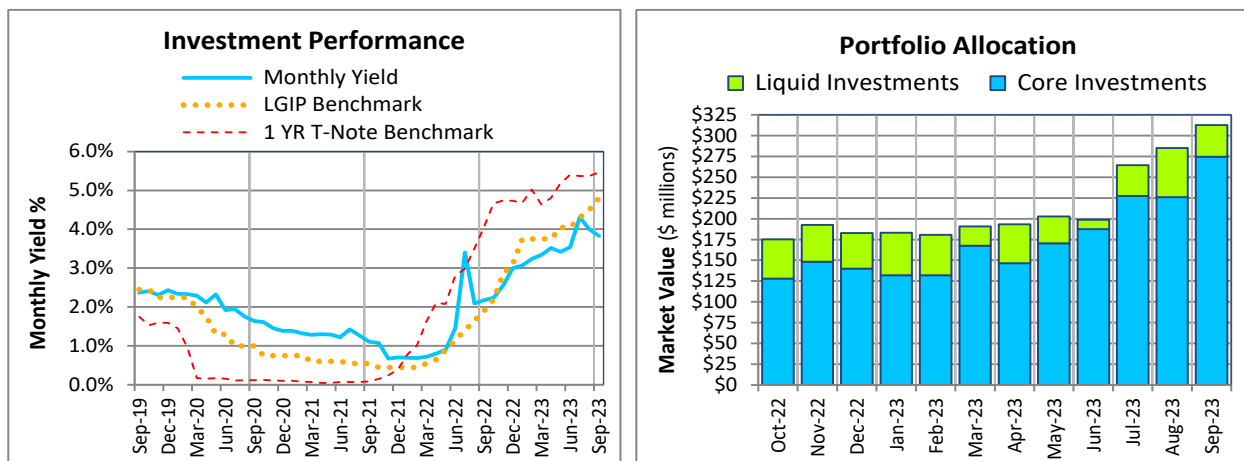 Investment Performance
Monthly Yield
LGIP Benchmark
1 YR T-Note Benchmark
6.0%
5.0%
4.0%
3.0%
2.0%
1.0%
0.0%
Monthly Yield %
Sep-19
Dec-19
Mar-20
Jun-20
Sep-20
Dec-20
Mar-21
Jun-21
Sep-21
Dec-21
Mar-22
Jun-22
Sep-22
Dec-22
Mar-23
Jun-23
Sep-23
Portfolio Allocation
Liquid Investments
Core Investments
$325
$300
$275
$250
$225
$200
$175
$150
$125
$100
$75
$50
$25
$0
Market Value ($ millions)
Oct-22
Nov-22
Dec-22
Jan-23
Feb-23
Mar-23
Apr-23
May-23
Jun-23
Jul-23
Aug-23
Sep-23